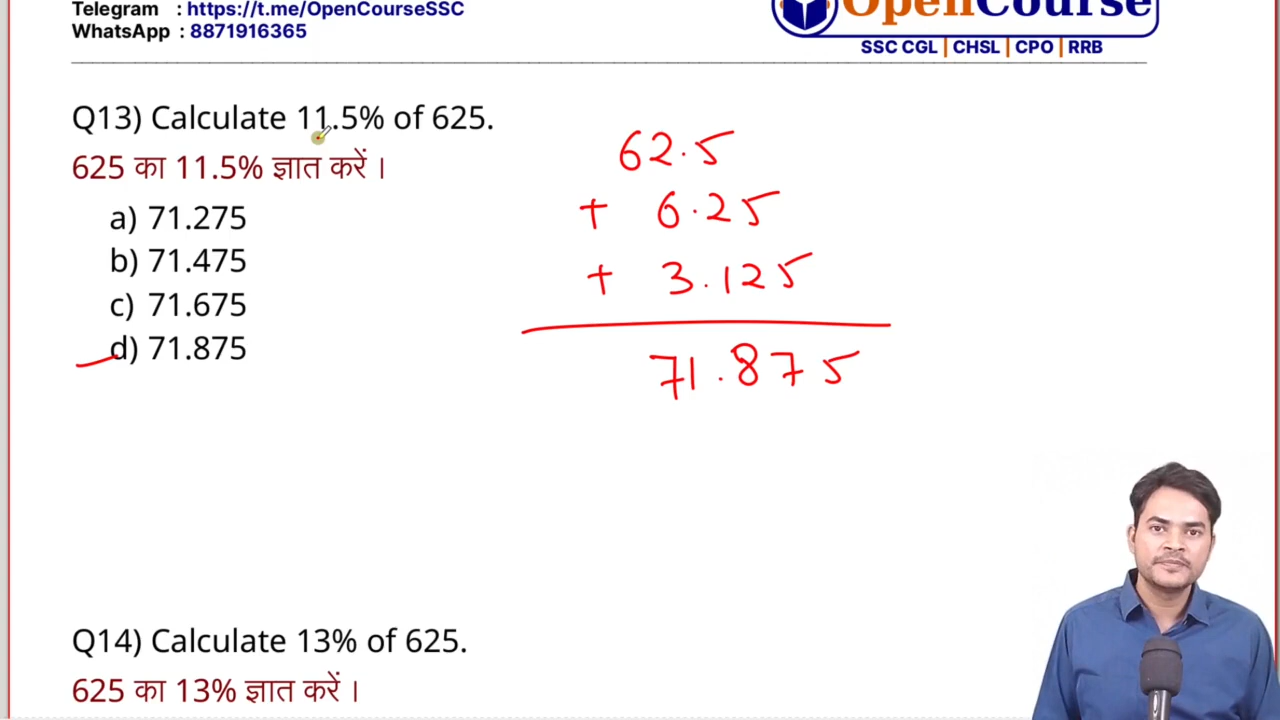 Telegram : https://t.me/OpenCourseSSC
WhatsApp : 8871916365
OpenCourse
SSC CGL | CHSL | CPO | RRB
Q13) Calculate 11.5% of 625.
625 का 11.5% ज्ञात करें ।
a) 71.275
b) 71.475
c) 71.675
d) 71.875
62.5
+ 6.25
+ 3.125
71.875
Q14) Calculate 13% of 625.
625 का 13% ज्ञात करें ।